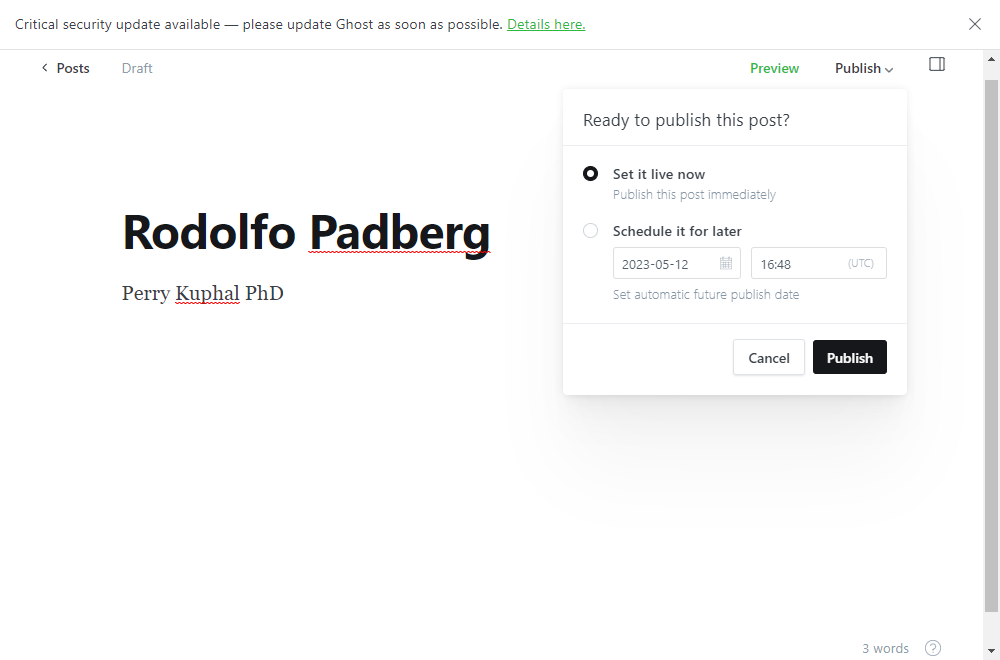 Critical security update available — please update Ghost as soon as possible. Details here.
Posts Draft Preview Publish
Ready to publish this post?
Set it live now
Publish this post immediately
Schedule it for later
2023-05-12 16:48 (UTC)
Set automatic future publish date
Cancel Publish
Rodolfo Padberg
Perry Kuphal PhD
3 words ?